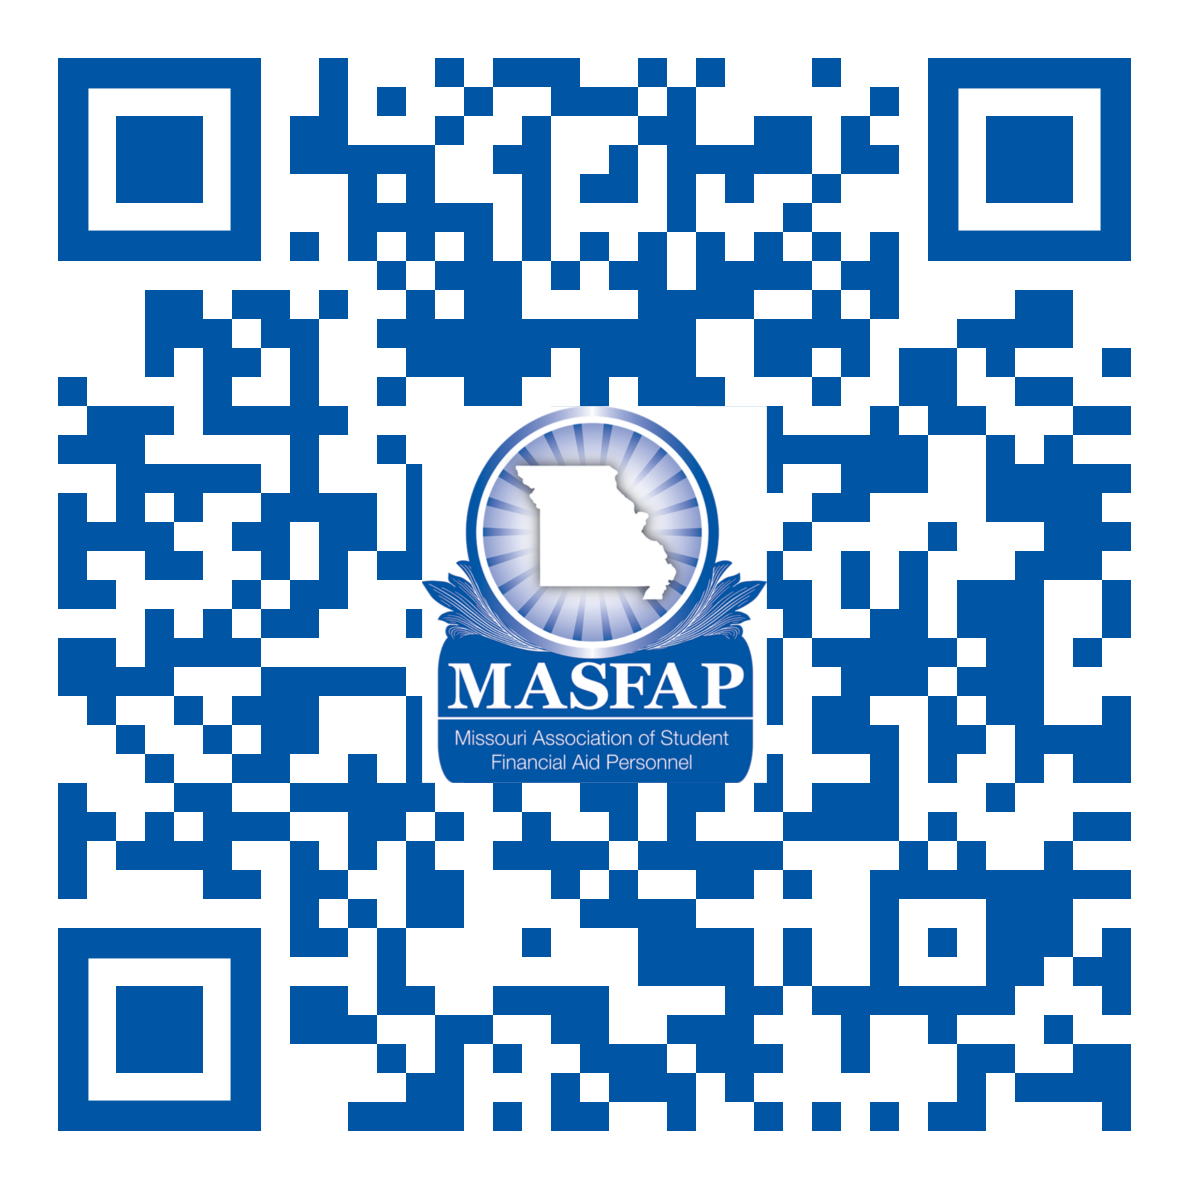 MASFAP
Missouri Association of Student
Financial Aid Personnel